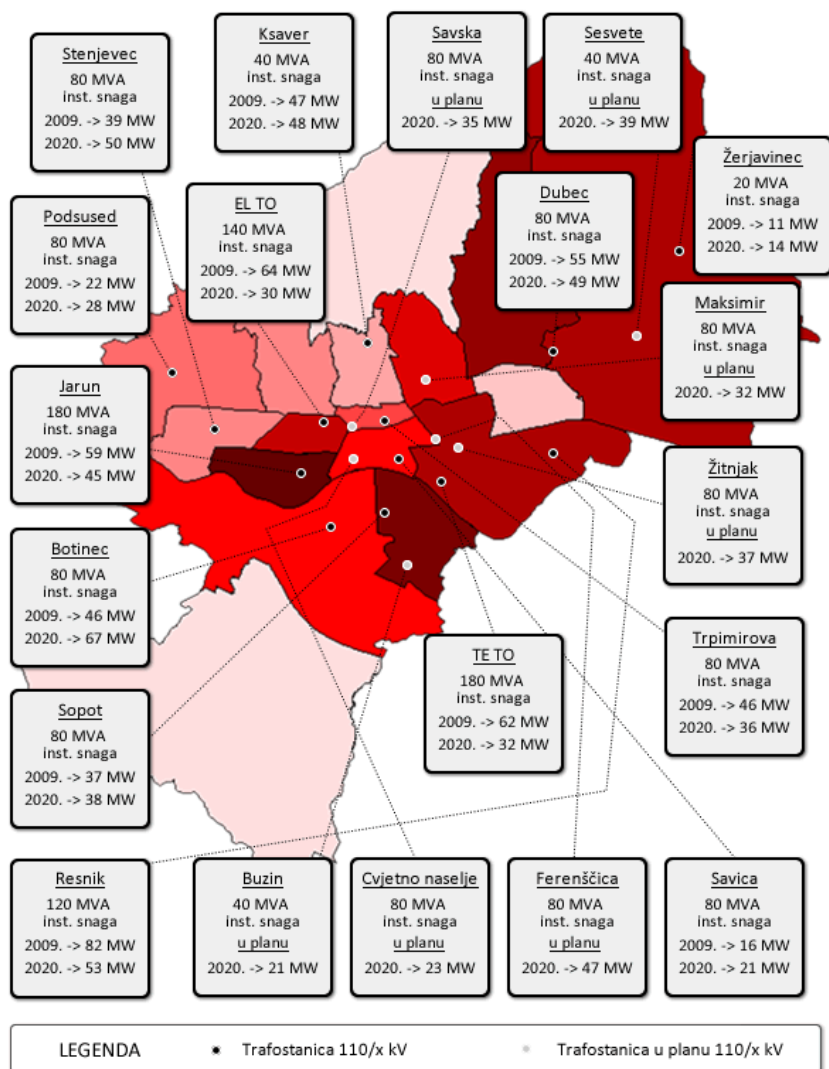 Stenjevec
80 MVA
inst. snaga
2009. -> 39 MW
2020. -> 50 MW
Ksaver
40 MVA
inst. snaga
2009. -> 47 MW
2020. -> 48 MW
Savska
80 MVA
inst. snaga
u planu
2020. -> 35 MW
Sesvete
40 MVA
inst. snaga
u planu
2020. -> 39 MW
Žerjavinec
20 MVA
inst. snaga
2009. -> 11 MW
2020. -> 14 MW
Podsused
80 MVA
inst. snaga
2009. -> 22 MW
2020. -> 28 MW
EL TO
140 MVA
inst. snaga
2009. -> 64 MW
2020. -> 30 MW
Dubec
80 MVA
inst. snaga
2009. -> 55 MW
2020. -> 49 MW
Maksimir
80 MVA
inst. snaga
u planu
2020. -> 32 MW
Jarun
180 MVA
inst. snaga
2009. -> 59 MW
2020. -> 45 MW
Žitnjak
80 MVA
inst. snaga
u planu
2020. -> 37 MW
Botinec
80 MVA
inst. snaga
2009. -> 46 MW
2020. -> 67 MW
TE TO
180 MVA
inst. snaga
2009. -> 62 MW
2020. -> 32 MW
Trpimirova
80 MVA
inst. snaga
2009. -> 46 MW
2020. -> 36 MW
Sopot
80 MVA
inst. snaga
2009. -> 37 MW
2020. -> 38 MW
Resnik
120 MVA
inst. snaga
2009. -> 82 MW
2020. -> 53 MW
Buzin
40 MVA
inst. snaga
u planu
2020. -> 21 MW
Cvjetno naselje
80 MVA
inst. snaga
u planu
2020. -> 23 MW
Ferenščica
80 MVA
inst. snaga
u planu
2020. -> 47 MW
Savica
80 MVA
inst. snaga
2009. -> 16 MW
2020. -> 21 MW
LEGENDA
Trafostanica 110/x kV
Trafostanica u planu 110/x kV